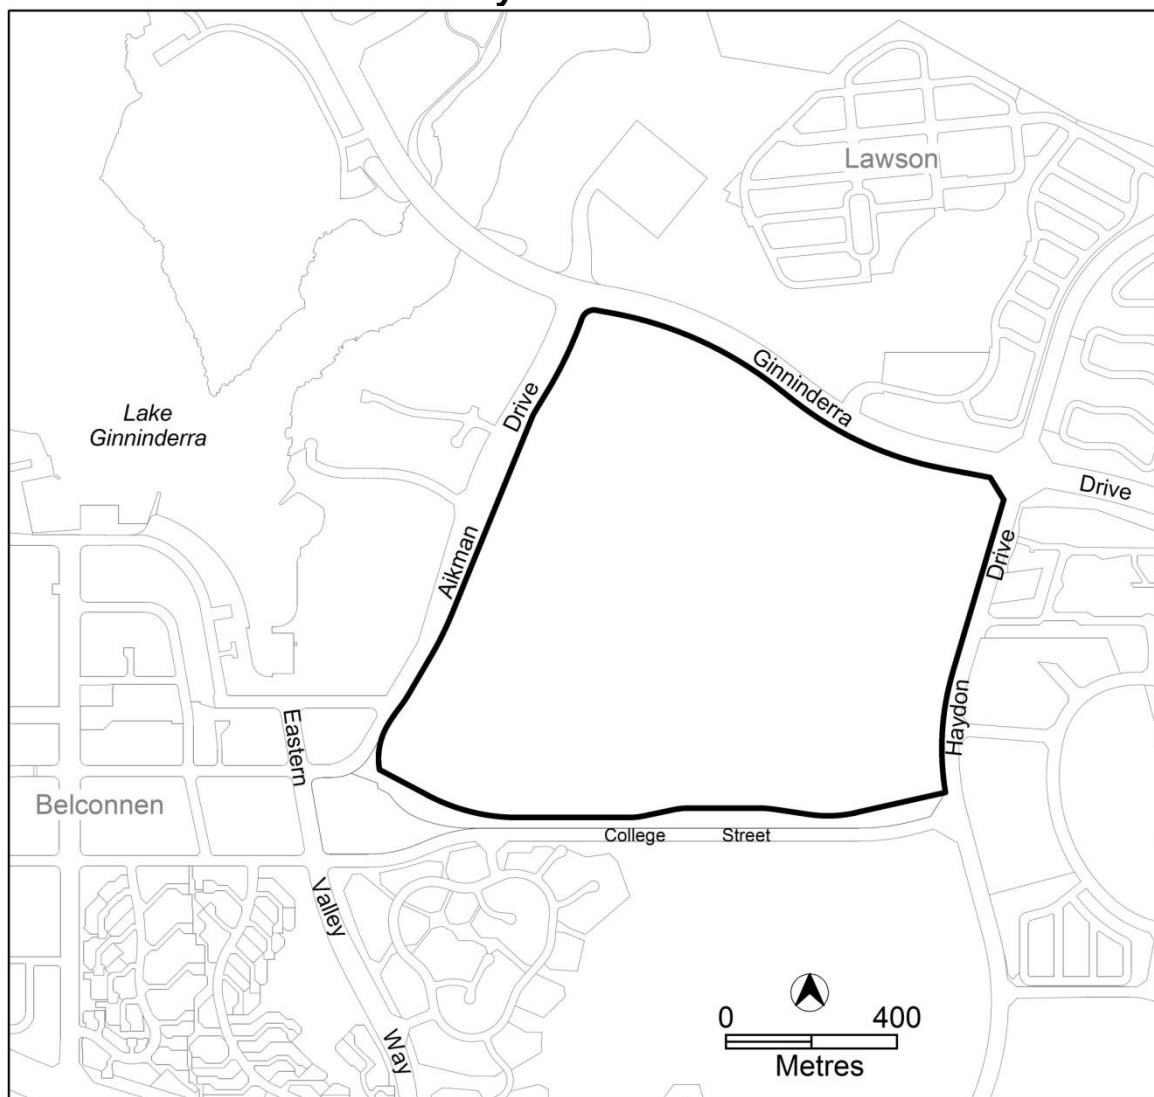 Lawson
Ginninderra
Drive
Lake
Ginninderra
Drive
Drive
Aikman
Haydon
Eastern
Belconnen
College Street
Valley
Way
0 400
Metres